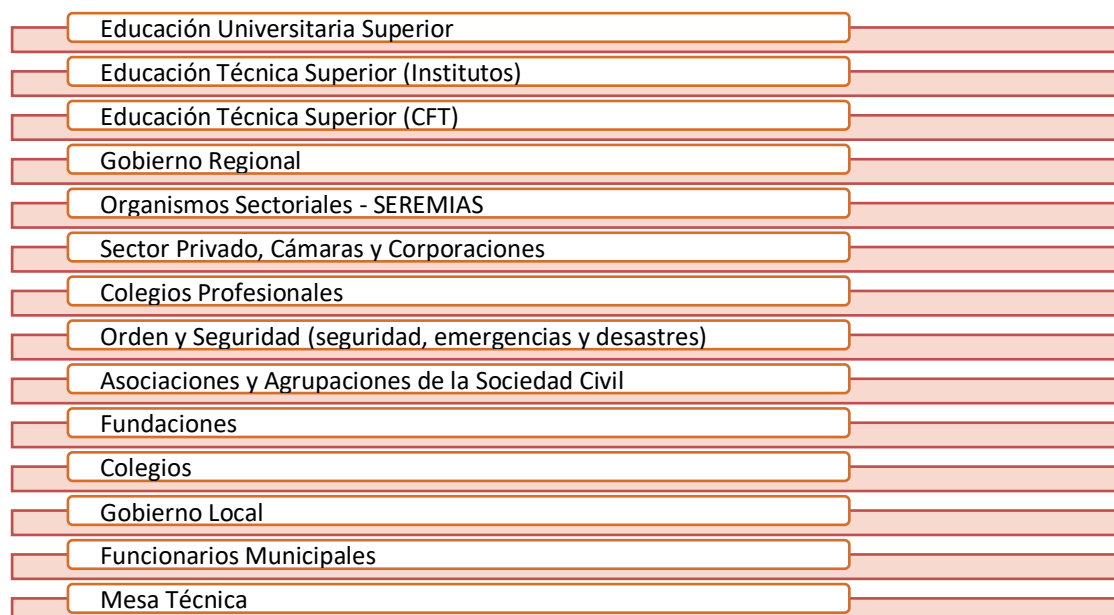 Educación Universitaria Superior
Educación Técnica Superior (Institutos)
Educación Técnica Superior (CFT)
Gobierno Regional
Organismos Sectoriales - SEREMIAS
Sector Privado, Cámaras y Corporaciones
Colegios Profesionales
Orden y Seguridad (seguridad, emergencias y desastres)
Asociaciones y Agrupaciones de la Sociedad Civil
Fundaciones
Colegios
Gobierno Local
Funcionarios Municipales
Mesa Técnica